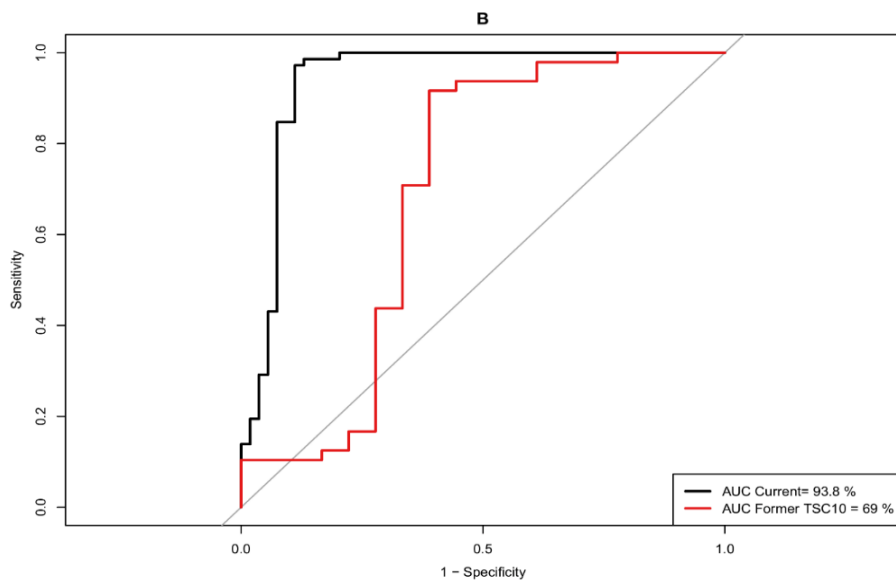 B
1.0
0.8
0.6
0.4
0.2
0.0
Sensitivity
0.0
0.5
1.0
1 − Specificity
AUC Current= 93.8 %
AUC Former TSC10 = 69 %